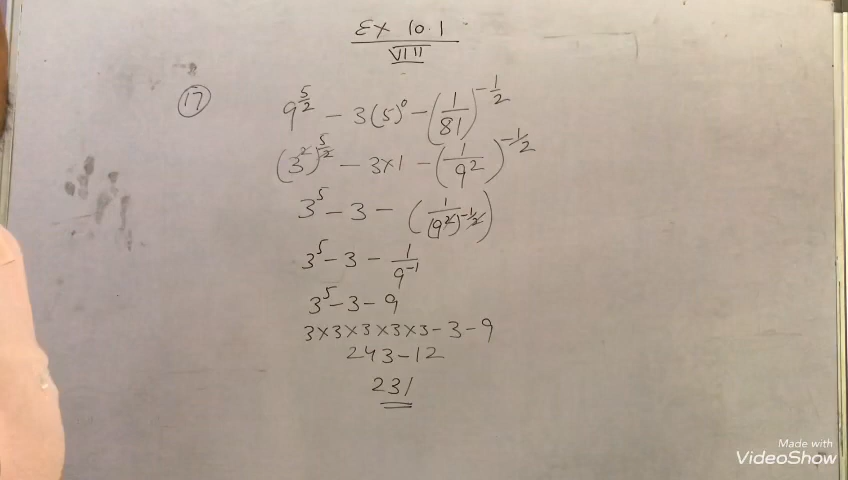 Ex 10.1
VIII
(17) 9^(5/2) - 3(5)^0 - (1/81)^(-1/2)
(3^2)^(5/2) - 3×1 - (1/9^2)^(-1/2)
3^5 - 3 - (1/(9^2)^(-1/2))
3^5 - 3 - 1/9^(-1)
3^5 - 3 - 9
3×3×3×3×3-3-9
243-12
231
Made with
VideoShow